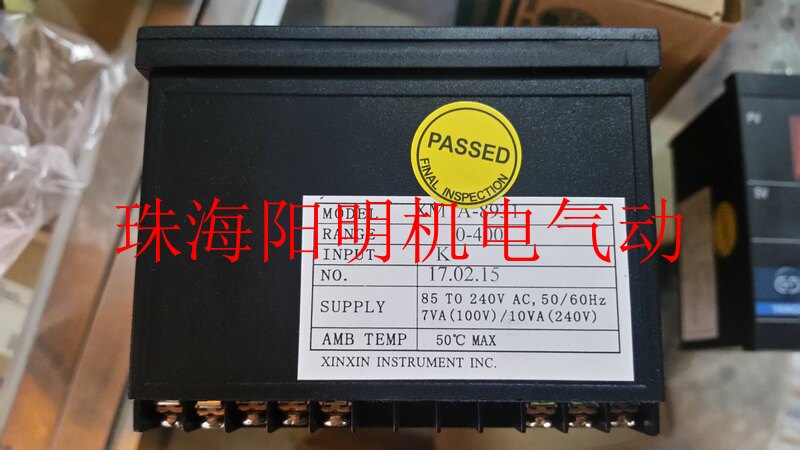 PASSED
FINAL INSPECTION
珠海阳明机电气动
MODEL
RANGE 0-400
INPUT K
NO. 17.02.15
SUPPLY 85 TO 240V AC, 50/60Hz
7VA(100V)/10VA(240V)
AMB TEMP 50℃ MAX
XINXIN INSTRUMENT INC.
PV
SV